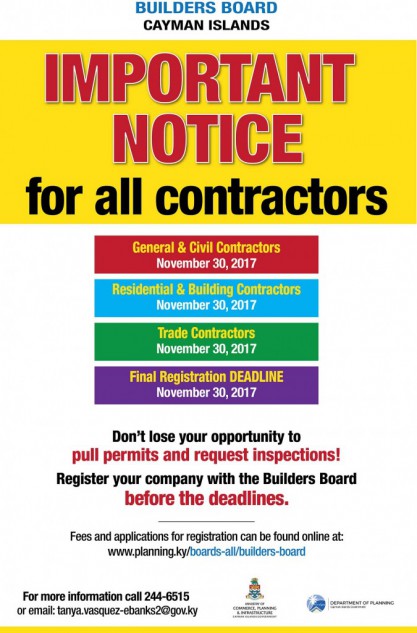 BUILDERS BOARD
CAYMAN ISLANDS
IMPORTANT
NOTICE
for all contractors
General & Civil Contractors
November 30, 2017
Residential & Building Contractors
November 30, 2017
Trade Contractors
November 30, 2017
Final Registration DEADLINE
November 30, 2017
Don't lose your opportunity to
pull permits and request inspections!
Register your company with the Builders Board
before the deadlines.
Fees and applications for registration can be found online at:
www.planning.ky/boards-all/builders-board
For more information call 244-6515
or email: tanya.vasquez-ebanks2@gov.ky
MINISTRY OF
COMMERCE, PLANNING
& INFRASTRUCTURE
CAYMAN ISLANDS GOVERNMENT
DEPARTMENT OF PLANNING